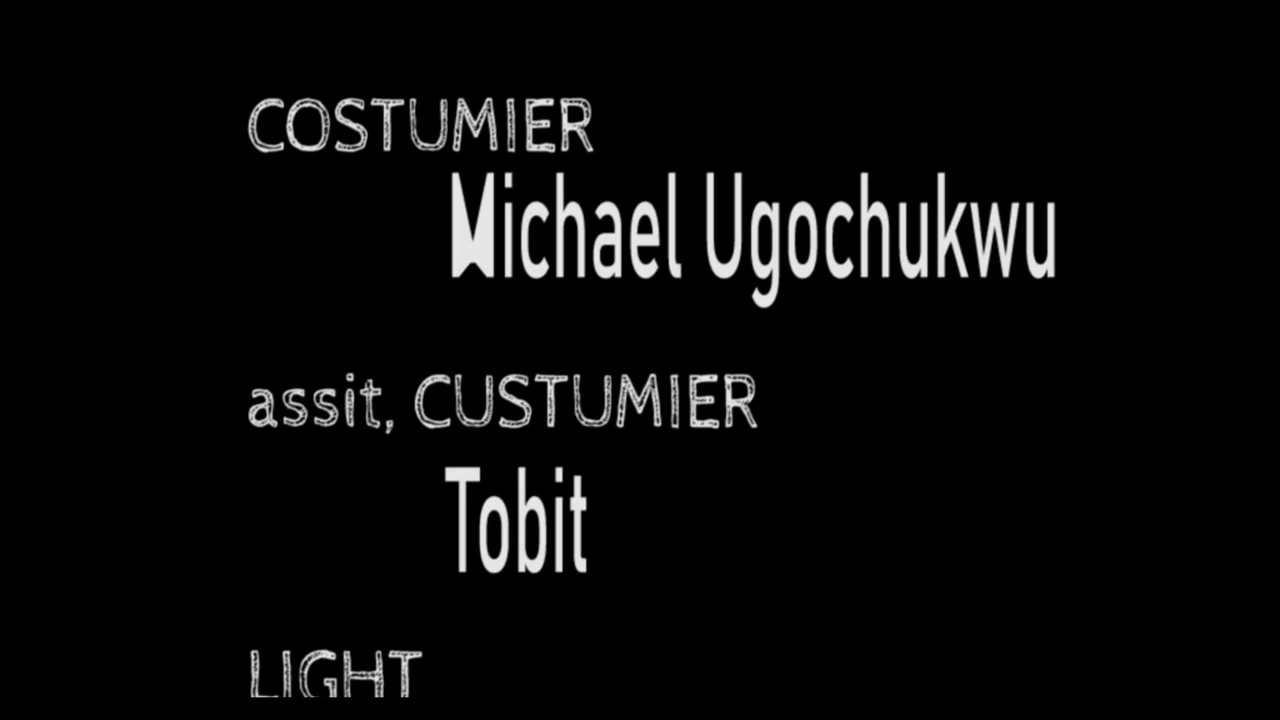 COSTUMIER
Michael Ugochukwu
assit, CUSTUMIER
Tobit
LIGHT